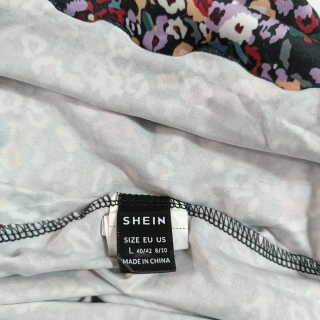 SHEIN
SIZE EU US
L 40/42 8/10
MADE IN CHINA